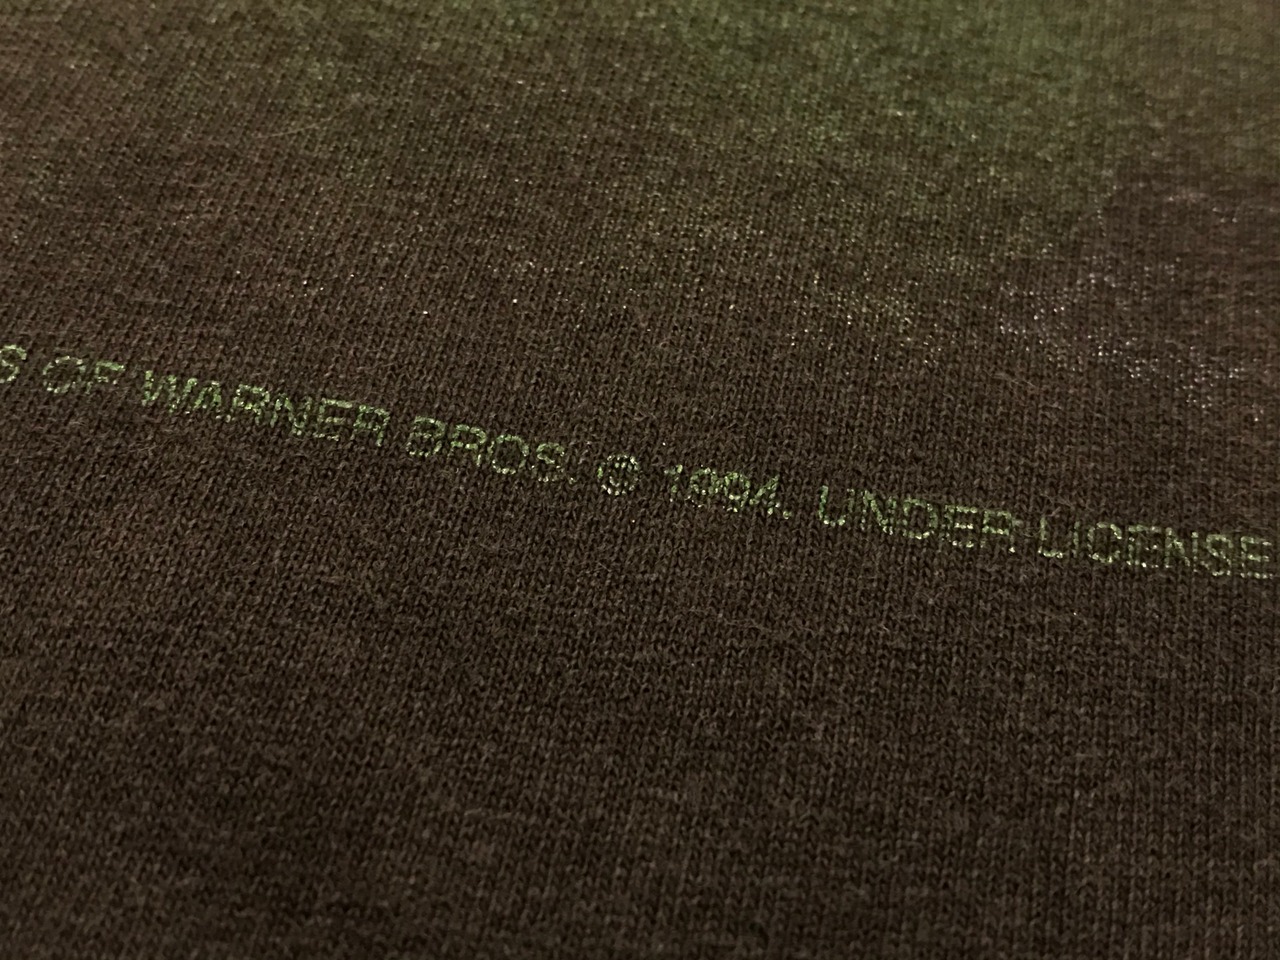 S OF WARNER BROS. © 1994. UNDER LICENSE